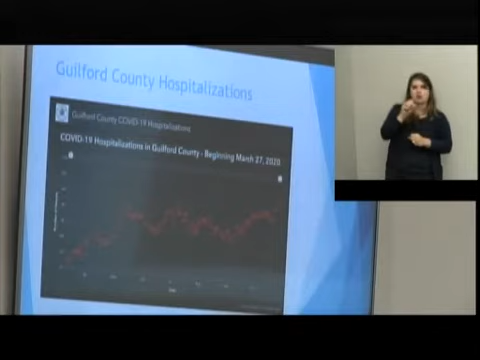 Guilford County Hospitalizations
Guilford County COVID-19 Hospitalizations
COVID-19 Hospitalizations in Guilford County - Beginning March 27, 2020